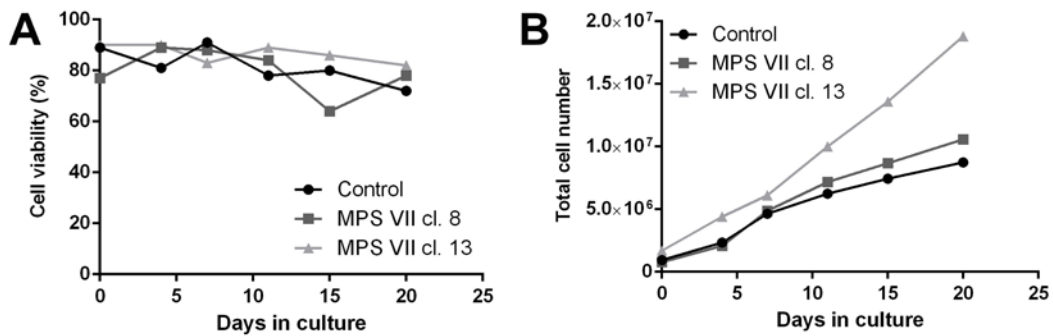 A
Cell viability (%)
100
80
60
40
20
0
Control
MPS VII cl. 8
MPS VII cl. 13
0 5 10 15 20 25
Days in culture
B
Total cell number
2.0×10⁷
1.5×10⁷
1.0×10⁷
5.0×10⁶
0
Control
MPS VII cl. 8
MPS VII cl. 13
0 5 10 15 20 25
Days in culture